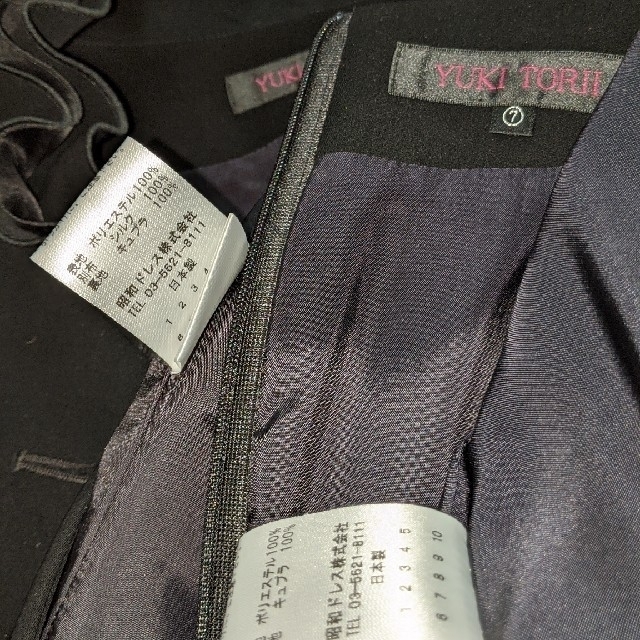 YUKI
YUKI TORII
7
表地 ポリエステル100%
別布 シルク 100%
裏地 キュプラ 100%
昭和ドレス株式会社
TEL 03-5621-8111
日本製
1 2 3 4
6
ポリエステル100%
キュプラ 100%
昭和ドレス株式会社
TEL 03-5621-8111
日本製
1 2 3 4 5
6 7 8 9 10